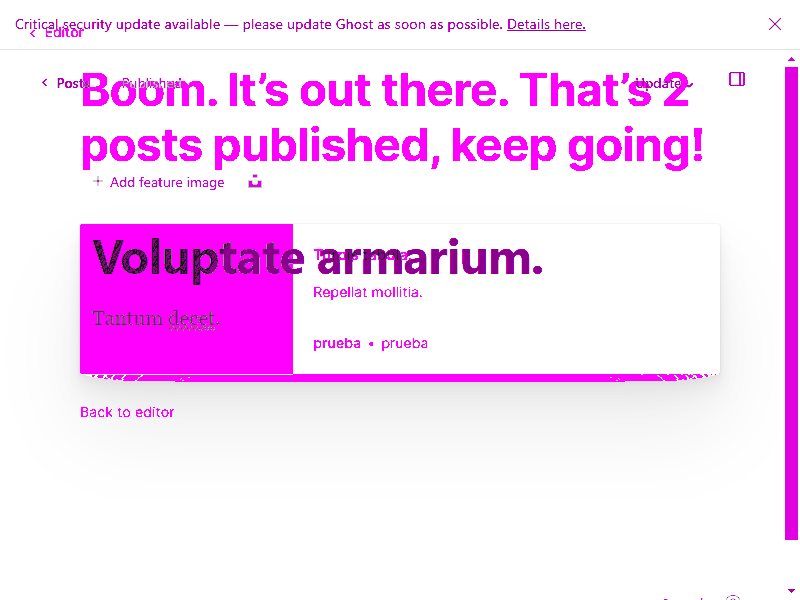 Critical security update available — please update Ghost as soon as possible. Details here.
Editor
Posts Published Update
Boom. It’s out there. That’s 2
posts published, keep going!
Add feature image
Voluptate armarium.
Repellat mollitia.
Tantum decet.
prueba • prueba
Back to editor